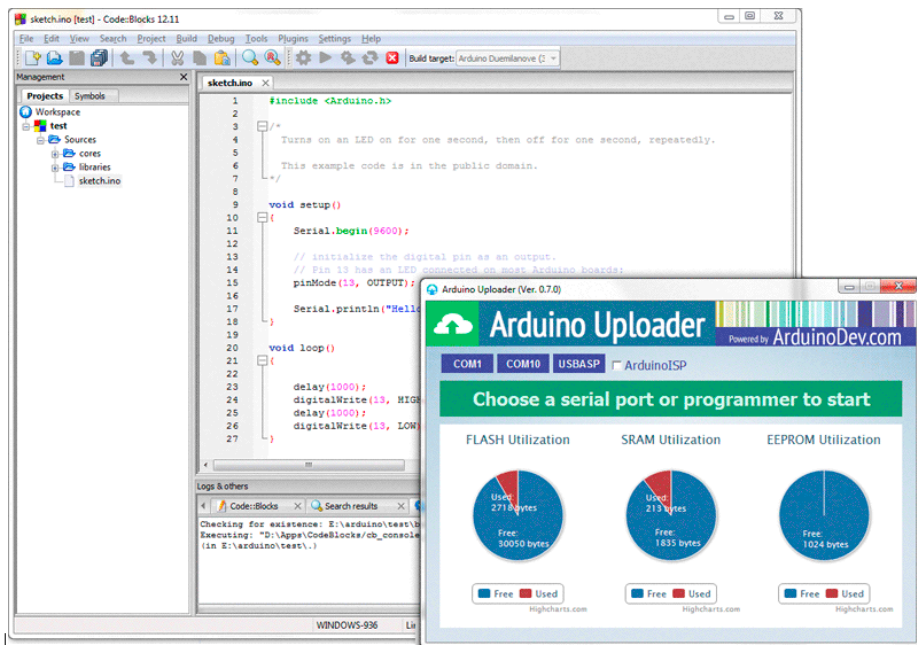 sketch.ino [test] - Code::Blocks 12.11
File Edit View Search Project Build Debug Tools Plugins Settings Help
Build target: Arduino Duemilanove (
Management
Projects Symbols
Workspace
test
Sources
cores
libraries
sketch.ino
sketch.ino
1 #include <Arduino.h>
2
3 /*
4 Turns on an LED on for one second, then off for one second, repeatedly.
5
6 This example code is in the public domain.
7 */
8
9 void setup()
10 {
11 Serial.begin(9600);
12
13 // initialize the digital pin as an output.
14 // Pin 13 has an LED connected on most Arduino boards:
15 pinMode(13, OUTPUT);
16
17 Serial.println("Hello
18 }
19
20 void loop()
21 {
22
23 delay(1000);
24 digitalWrite(13, HIGH
25 delay(1000);
26 digitalWrite(13, LOW)
27 }
Logs & others
Code::Blocks Search results
Checking for existence: E:\arduino\test\b
Executing: "D:\Apps\CodeBlocks/cb_console
(in E:\arduino\test\.)
WINDOWS-936
Arduino Uploader (Ver. 0.7.0)
Arduino Uploader
Powered by ArduinoDev.com
COM1 COM10 USBASP ArduinoISP
Choose a serial port or programmer to start
FLASH Utilization
Used:
2718 bytes
Free:
30050 bytes
Free Used
Highcharts.com
SRAM Utilization
Used:
213 bytes
Free:
1835 bytes
Free Used
Highcharts.com
EEPROM Utilization
Free:
1024 bytes
Free Used
Highcharts.com